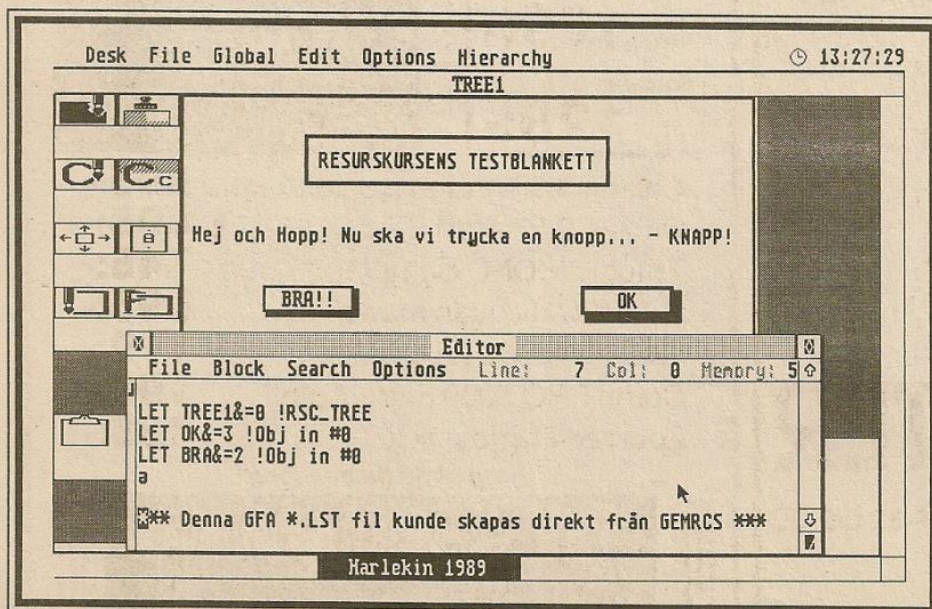 Desk File Global Edit Options Hierarchy 13:27:29
TREE1
RESURSKURSENS TESTBLANKETT
Hej och Hopp! Nu ska vi trycka en knopp... - KNAPP!
BRA!! OK
Editor
File Block Search Options Line: 7 Col: 0 Memory: 5
LET TREE1&=0 !RSC_TREE
LET OK&=3 !Obj in #0
LET BRA&=2 !Obj in #0
a
*** Denna GFA *.LST fil kunde skapas direkt från GEMRCS ***
Harlekin 1989